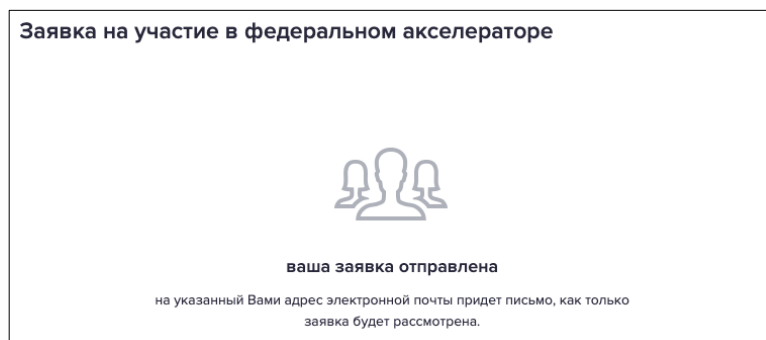 Заявка на участие в федеральном акселераторе
ваша заявка отправлена
на указанный Вами адрес электронной почты придет письмо, как только
заявка будет рассмотрена.